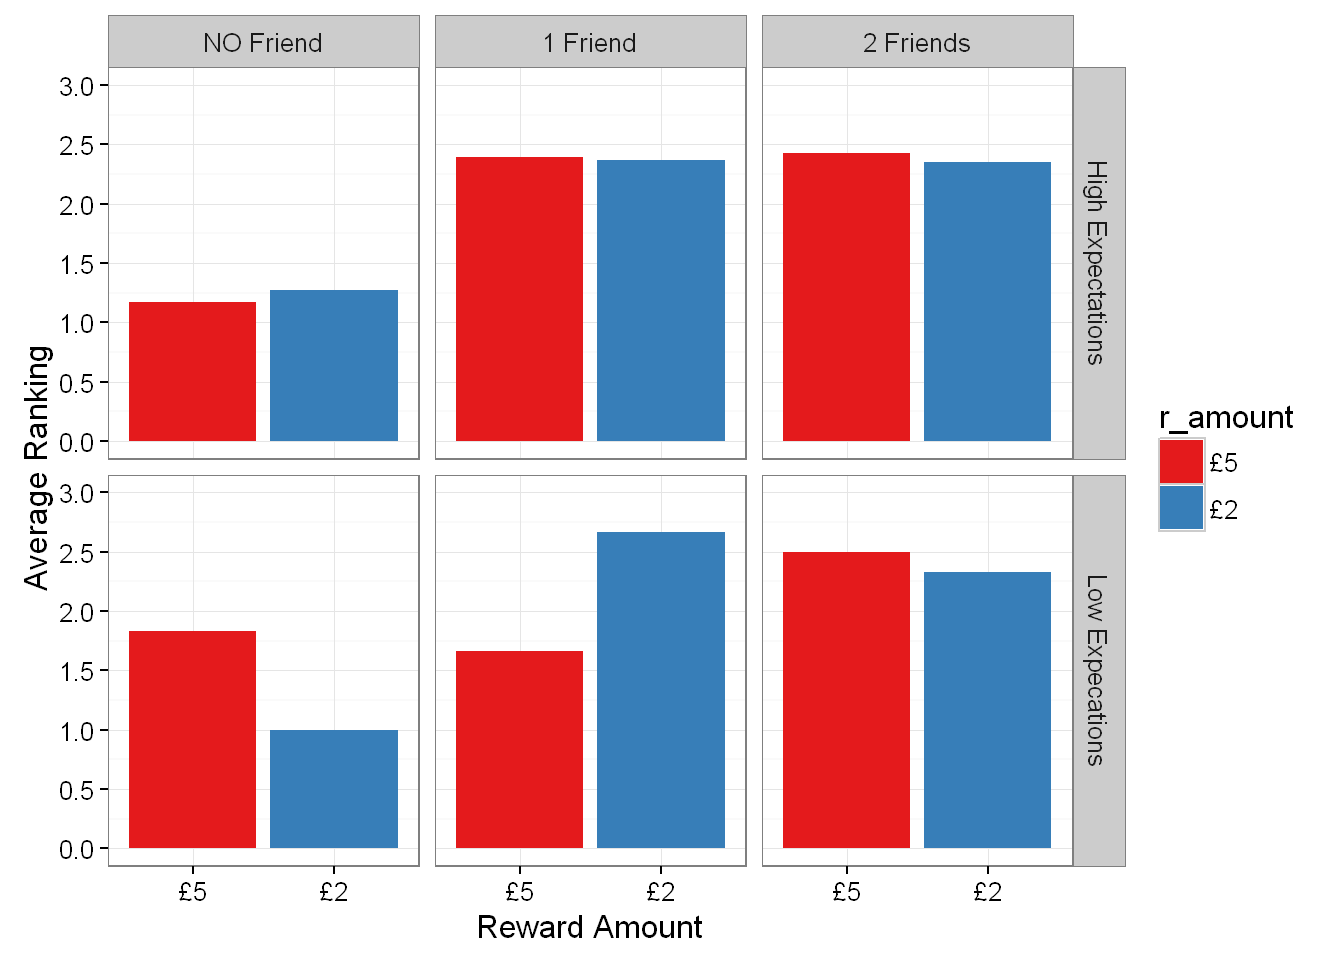 NO Friend
1 Friend
2 Friends
3.0
2.5
2.0
1.5
1.0
0.5
0.0
High Expectations
3.0
2.5
2.0
1.5
1.0
0.5
0.0
Low Expecations
Average Ranking
£5
£2
£5
£2
£5
£2
Reward Amount
r_amount
£5
£2